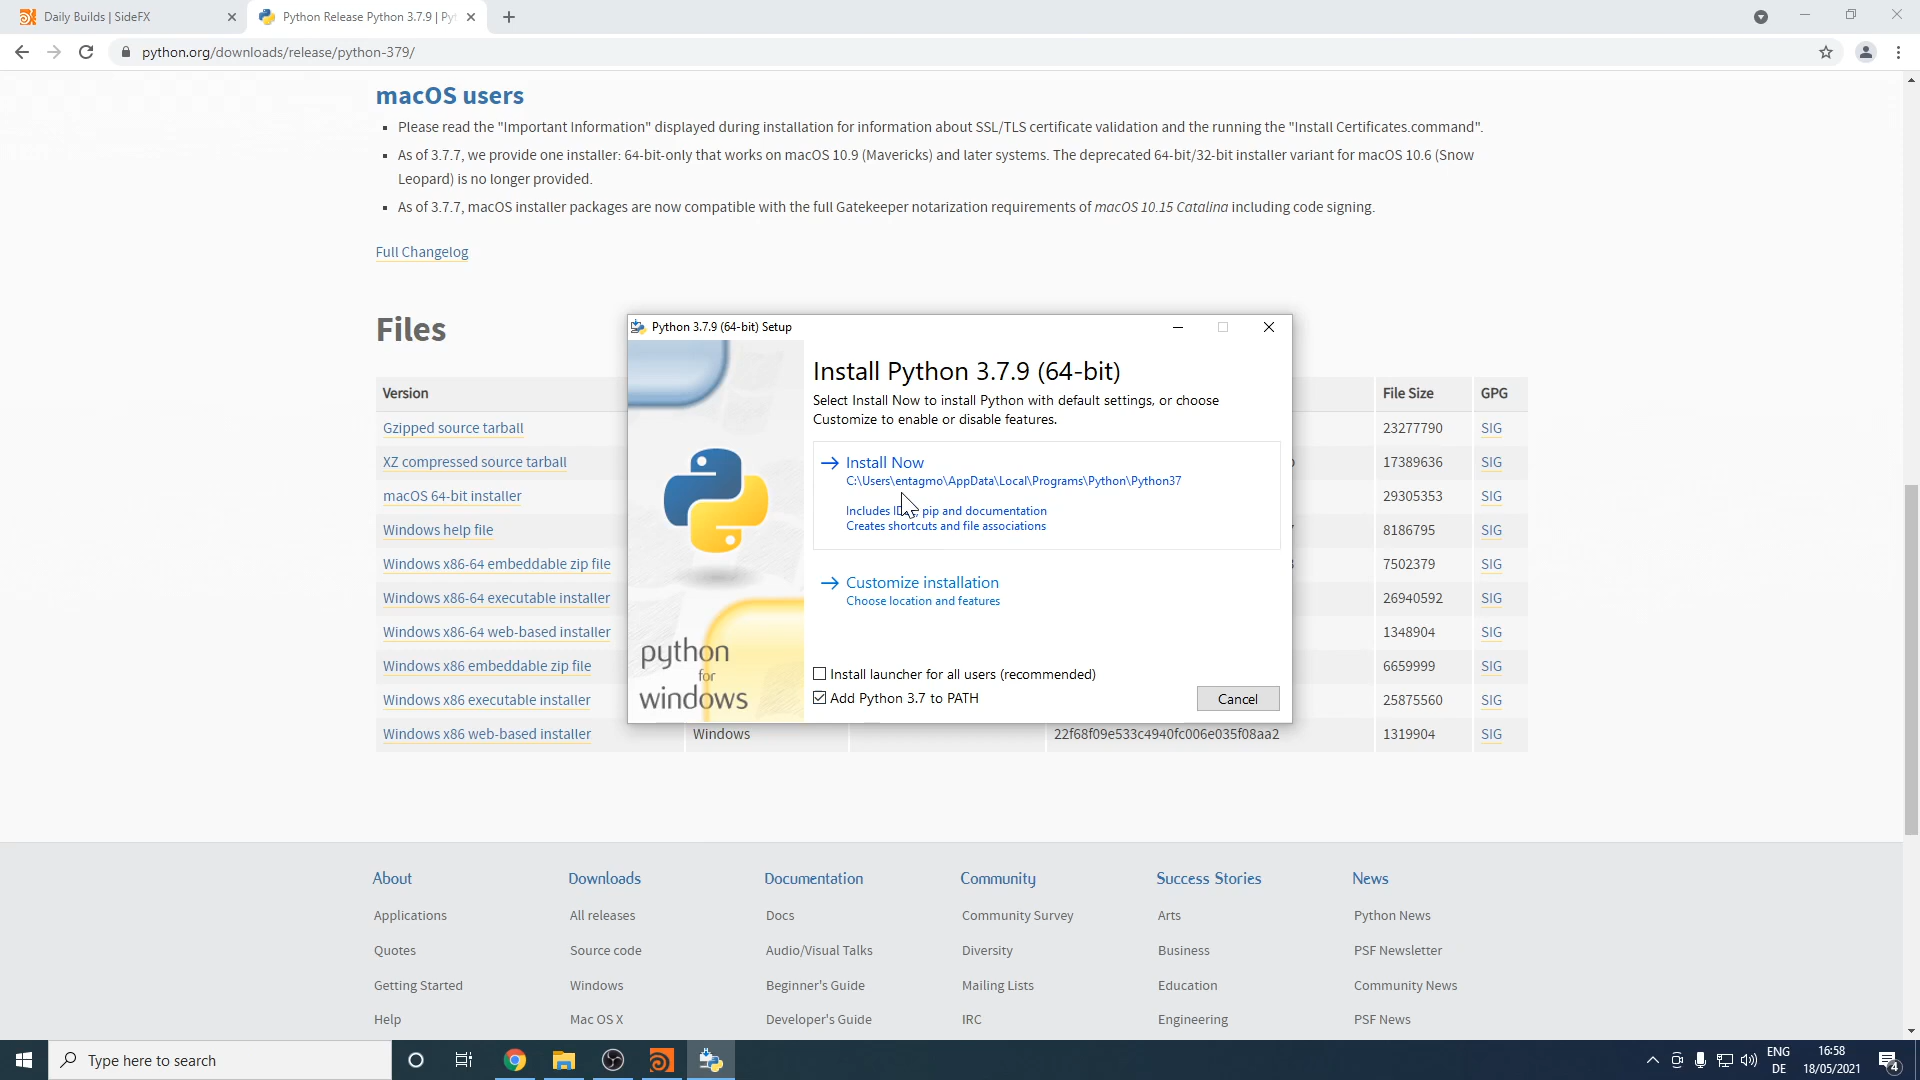 Daily Builds | SideFX
Python Release Python 3.7.9 | Pyt
python.org/downloads/release/python-379/
macOS users
Please read the "Important Information" displayed during installation for information about SSL/TLS certificate validation and the running the "Install Certificates.command".
As of 3.7.7, we provide one installer: 64-bit-only that works on macOS 10.9 (Mavericks) and later systems. The deprecated 64-bit/32-bit installer variant for macOS 10.6 (Snow
Leopard) is no longer provided.
As of 3.7.7, macOS installer packages are now compatible with the full Gatekeeper notarization requirements of macOS 10.15 Catalina including code signing.
Full Changelog
Files
Version
File Size
GPG
Gzipped source tarball
23277790
SIG
XZ compressed source tarball
17389636
SIG
macOS 64-bit installer
29305353
SIG
Windows help file
8186795
SIG
Windows x86-64 embeddable zip file
7502379
SIG
Windows x86-64 executable installer
26940592
SIG
Windows x86-64 web-based installer
1348904
SIG
Windows x86 embeddable zip file
6659999
SIG
Windows x86 executable installer
25875560
SIG
Windows x86 web-based installer
Windows
22f68f09e533c4940fc006e035f08aa2
1319904
SIG
Python 3.7.9 (64-bit) Setup
Install Python 3.7.9 (64-bit)
Select Install Now to install Python with default settings, or choose
Customize to enable or disable features.
Install Now
C:\Users\entagmo\AppData\Local\Programs\Python\Python37
Includes pip and documentation
Creates shortcuts and file associations
Customize installation
Choose location and features
python
for
windows
Install launcher for all users (recommended)
Add Python 3.7 to PATH
Cancel
About
Downloads
Documentation
Community
Success Stories
News
Applications
All releases
Docs
Community Survey
Arts
Python News
Quotes
Source code
Audio/Visual Talks
Diversity
Business
PSF Newsletter
Getting Started
Windows
Beginner's Guide
Mailing Lists
Education
Community News
Help
Mac OS X
Developer's Guide
IRC
Engineering
PSF News
Type here to search
ENG
DE
16:58
18/05/2021
4